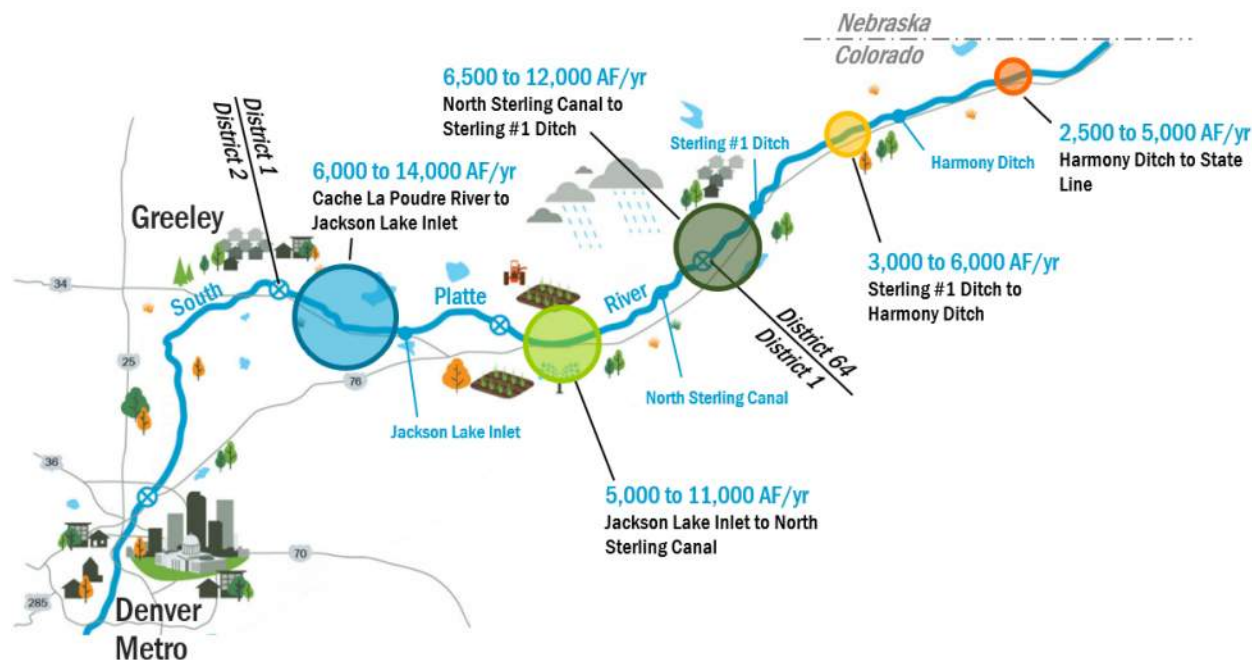 Nebraska
Colorado
6,500 to 12,000 AF/yr
North Sterling Canal to
Sterling #1 Ditch
District 1
District 2
6,000 to 14,000 AF/yr
Cache La Poudre River to
Jackson Lake Inlet
Sterling #1 Ditch
Harmony Ditch
2,500 to 5,000 AF/yr
Harmony Ditch to State
Line
Greeley
34
South
Platte
River
3,000 to 6,000 AF/yr
Sterling #1 Ditch to
Harmony Ditch
District 64
District 1
25
76
North Sterling Canal
Jackson Lake Inlet
36
5,000 to 11,000 AF/yr
Jackson Lake Inlet to North
Sterling Canal
70
285
Denver
Metro